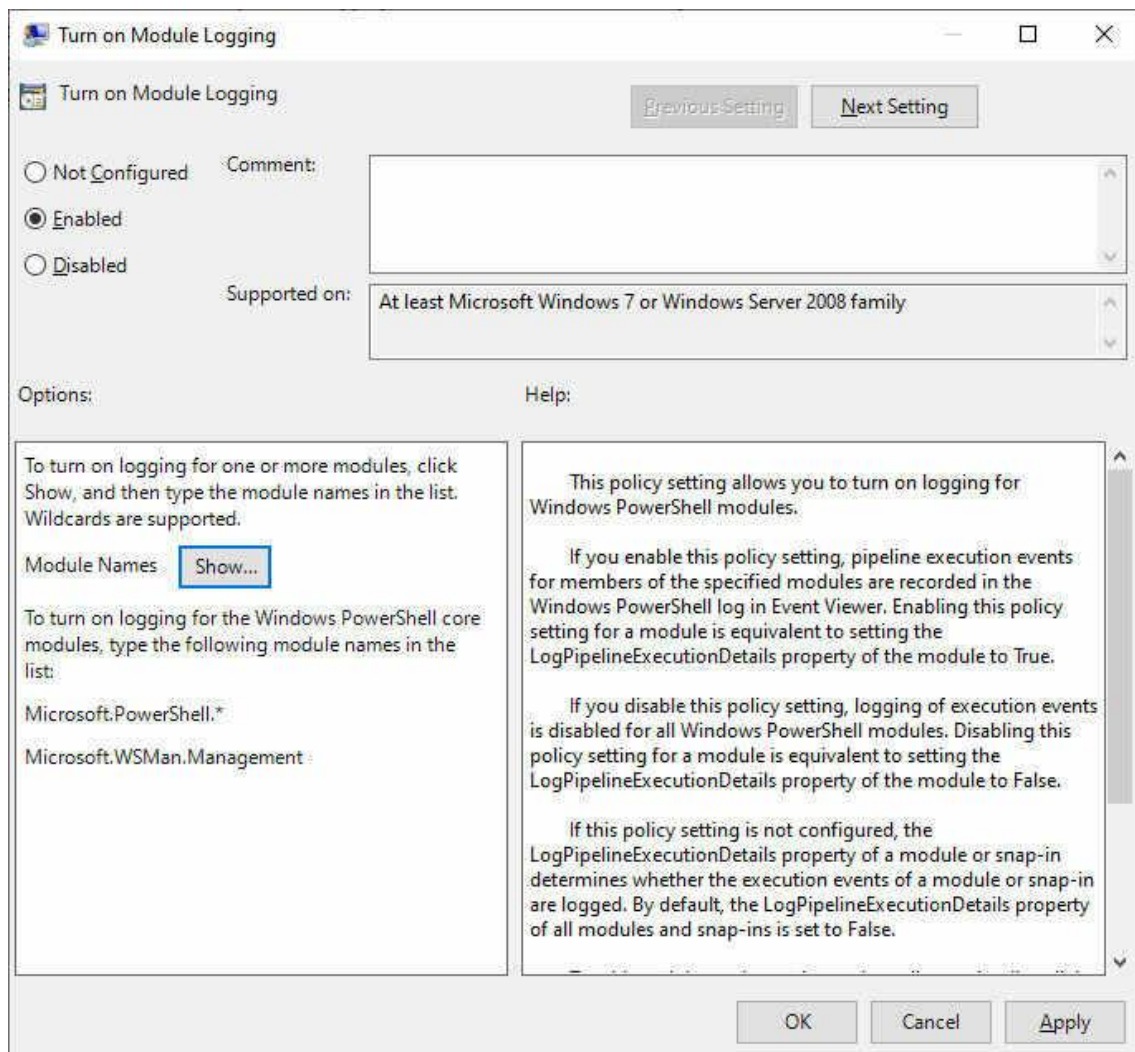 Turn on Module Logging
Turn on Module Logging
Previous Setting
Next Setting
Not Configured
Enabled
Disabled
Comment:
Supported on:
At least Microsoft Windows 7 or Windows Server 2008 family
Options:
Help:
To turn on logging for one or more modules, click
Show, and then type the module names in the list.
Wildcards are supported.
Module Names
Show...
To turn on logging for the Windows PowerShell core
modules, type the following module names in the
list:
Microsoft.PowerShell.*
Microsoft.WSMan.Management
This policy setting allows you to turn on logging for
Windows PowerShell modules.
If you enable this policy setting, pipeline execution events
for members of the specified modules are recorded in the
Windows PowerShell log in Event Viewer. Enabling this policy
setting for a module is equivalent to setting the
LogPipelineExecutionDetails property of the module to True.
If you disable this policy setting, logging of execution events
is disabled for all Windows PowerShell modules. Disabling this
policy setting for a module is equivalent to setting the
LogPipelineExecutionDetails property of the module to False.
If this policy setting is not configured, the
LogPipelineExecutionDetails property of a module or snap-in
determines whether the execution events of a module or snap-in
are logged. By default, the LogPipelineExecutionDetails property
of all modules and snap-ins is set to False.
OK
Cancel
Apply